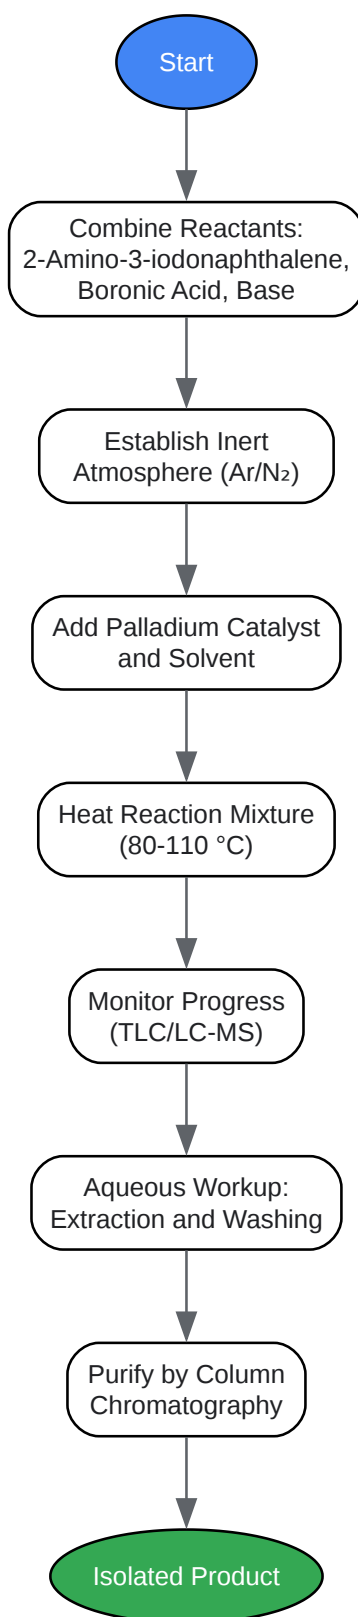 Start
Combine Reactants:
2-Amino-3-iodonaphthalene,
Boronic Acid, Base
Establish Inert
Atmosphere (Ar/N₂)
Add Palladium Catalyst
and Solvent
Heat Reaction Mixture
(80-110 °C)
Monitor Progress
(TLC/LC-MS)
Aqueous Workup:
Extraction and Washing
Purify by Column
Chromatography
Isolated Product